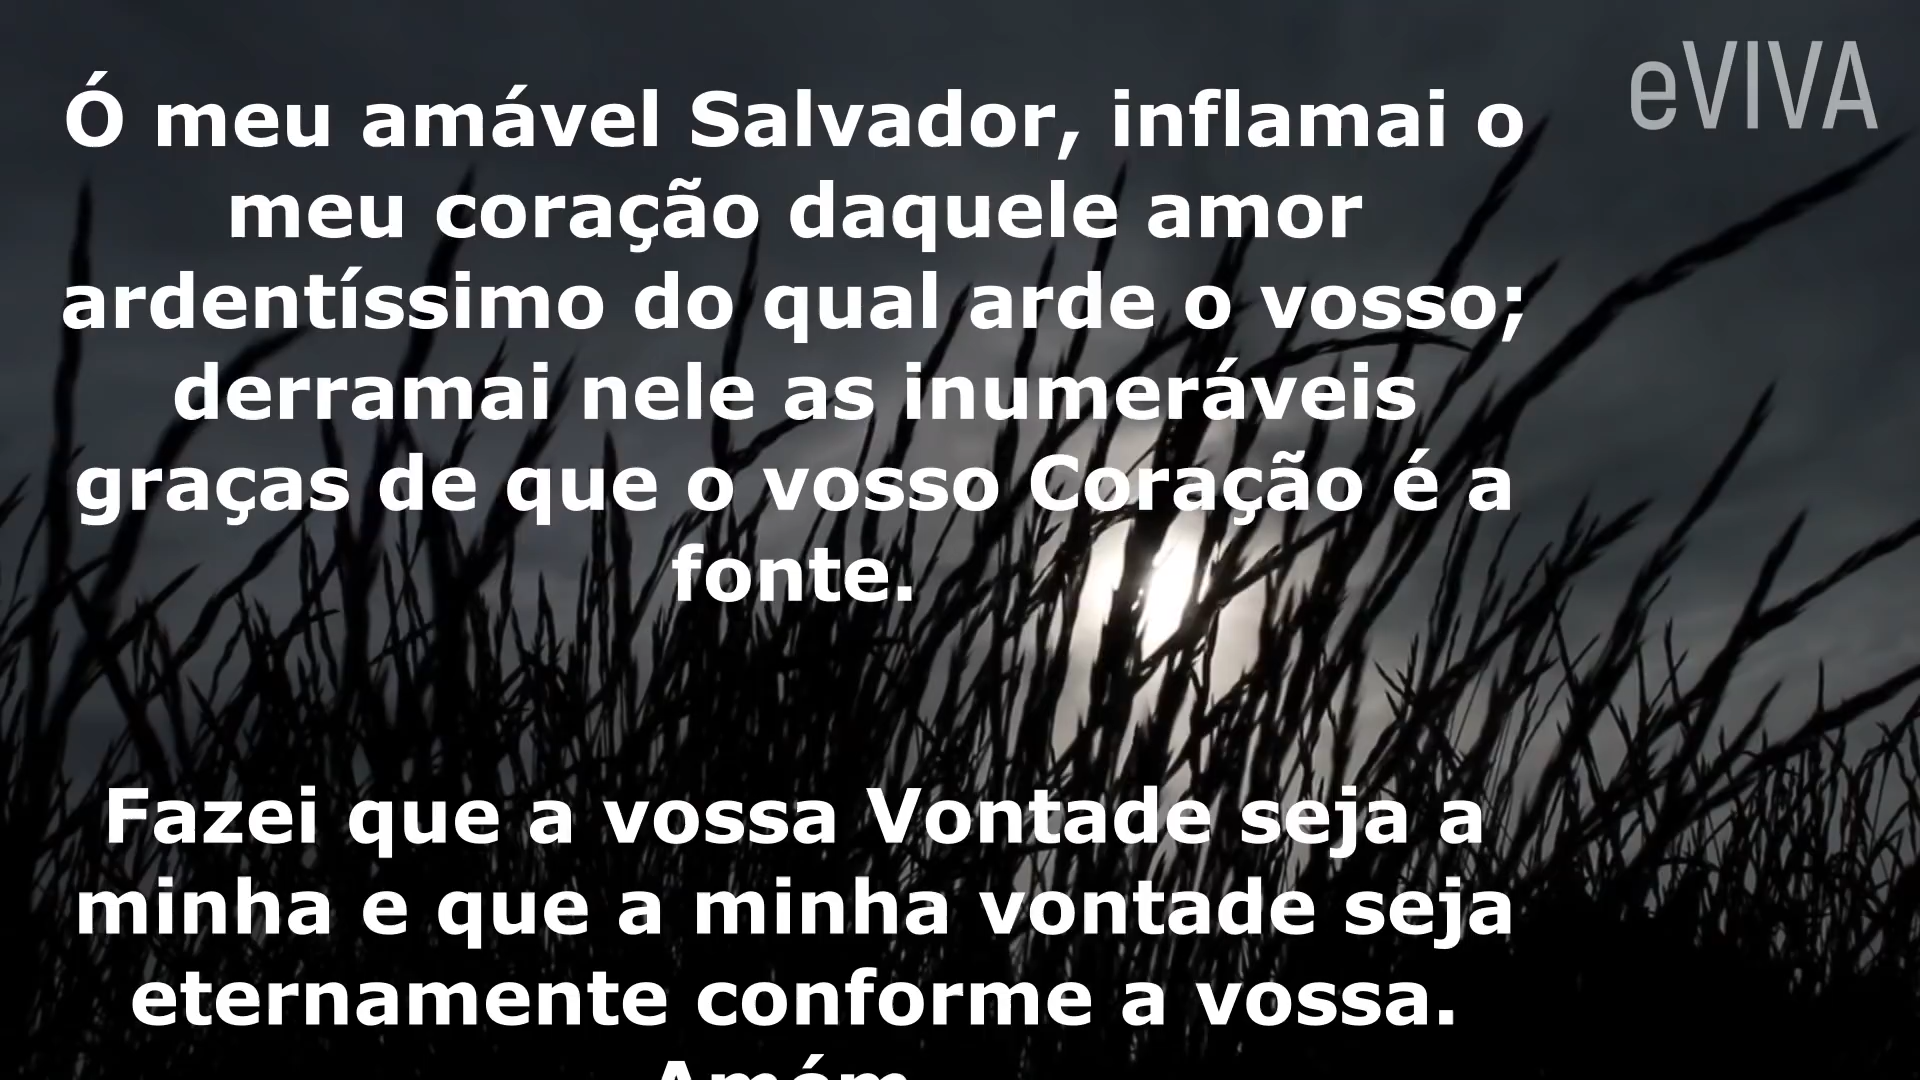 eVIVA
Ó meu amável Salvador, inflamai o
meu coração daquele amor
ardentíssimo do qual arde o vosso;
derramai nele as inumeráveis
graças de que o vosso Coração é a
fonte.
Fazei que a vossa Vontade seja a
minha e que a minha vontade seja
eternamente conforme a vossa.
Amém